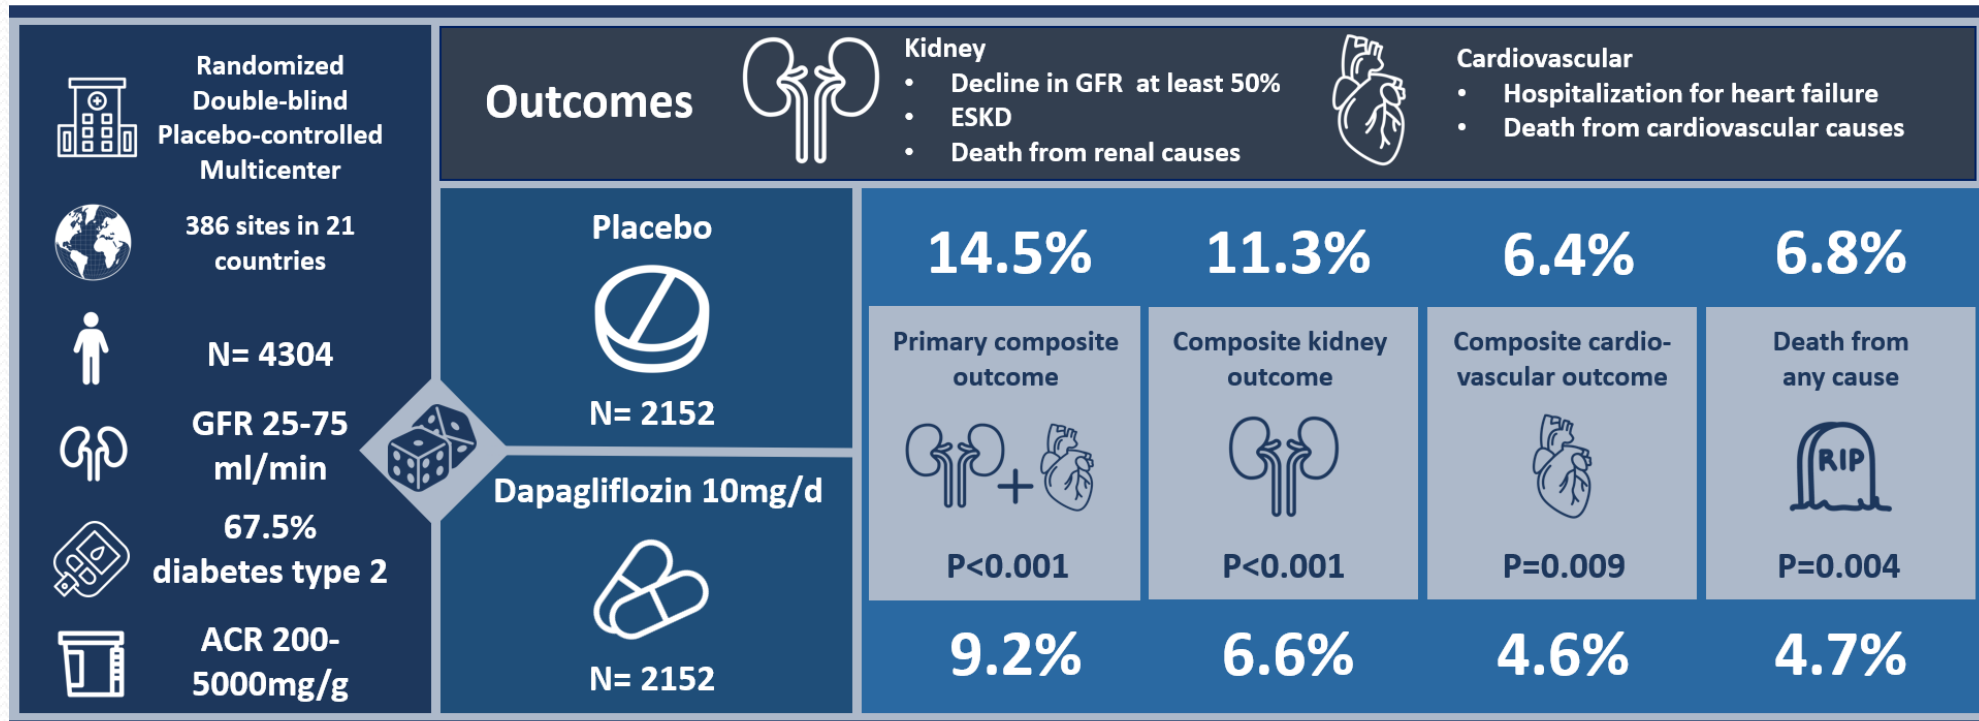 Randomized
Double-blind
Placebo-controlled
Multicenter
386 sites in 21
countries
N= 4304
GFR 25-75
ml/min
67.5%
diabetes type 2
ACR 200-
5000mg/g
Outcomes
Kidney
• Decline in GFR at least 50%
• ESKD
• Death from renal causes
Cardiovascular
• Hospitalization for heart failure
• Death from cardiovascular causes
Placebo
N= 2152
Dapagliflozin 10mg/d
N= 2152
14.5%
11.3%
6.4%
6.8%
Primary composite
outcome
P<0.001
Composite kidney
outcome
P<0.001
Composite cardio-
vascular outcome
P=0.009
Death from
any cause
RIP
P=0.004
9.2%
6.6%
4.6%
4.7%